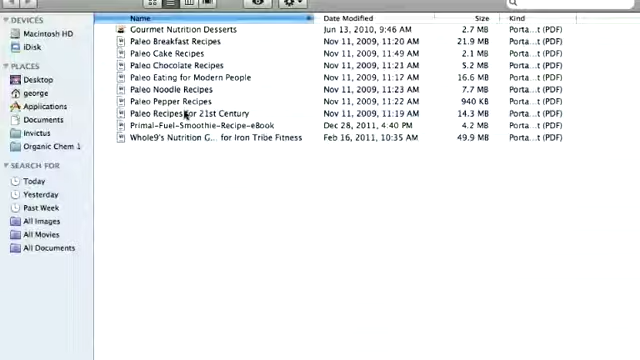 Name Date Modified Size Kind
DEVICES
Macintosh HD
iDisk
PLACES
Desktop
george
Applications
Documents
Invictus
Organic Chem 1
SEARCH FOR
Today
Yesterday
Past Week
All Images
All Movies
All Documents
Gourmet Nutrition Desserts Jun 13, 2010, 9:46 AM 2.7 MB Porta...t (PDF)
Paleo Breakfast Recipes Nov 11, 2009, 11:20 AM 21.9 MB Porta...t (PDF)
Paleo Cake Recipes Nov 11, 2009, 11:49 AM 2.1 MB Porta...t (PDF)
Paleo Chocolate Recipes Nov 11, 2009, 11:23 AM 5.2 MB Porta...t (PDF)
Paleo Eating for Modern People Nov 11, 2009, 11:17 AM 16.6 MB Porta...t (PDF)
Paleo Noodle Recipes Nov 11, 2009, 11:23 AM 7.7 MB Porta...t (PDF)
Paleo Pepper Recipes Nov 11, 2009, 11:22 AM 940 KB Porta...t (PDF)
Paleo Recipes for 21st Century Nov 11, 2009, 11:19 AM 14.3 MB Porta...t (PDF)
Primal-Fuel-Smoothie-Recipe-eBook Dec 28, 2011, 4:40 PM 4.2 MB Porta...t (PDF)
Whole9's Nutrition G... for Iron Tribe Fitness Feb 16, 2011, 10:35 AM 49.9 MB Porta...t (PDF)